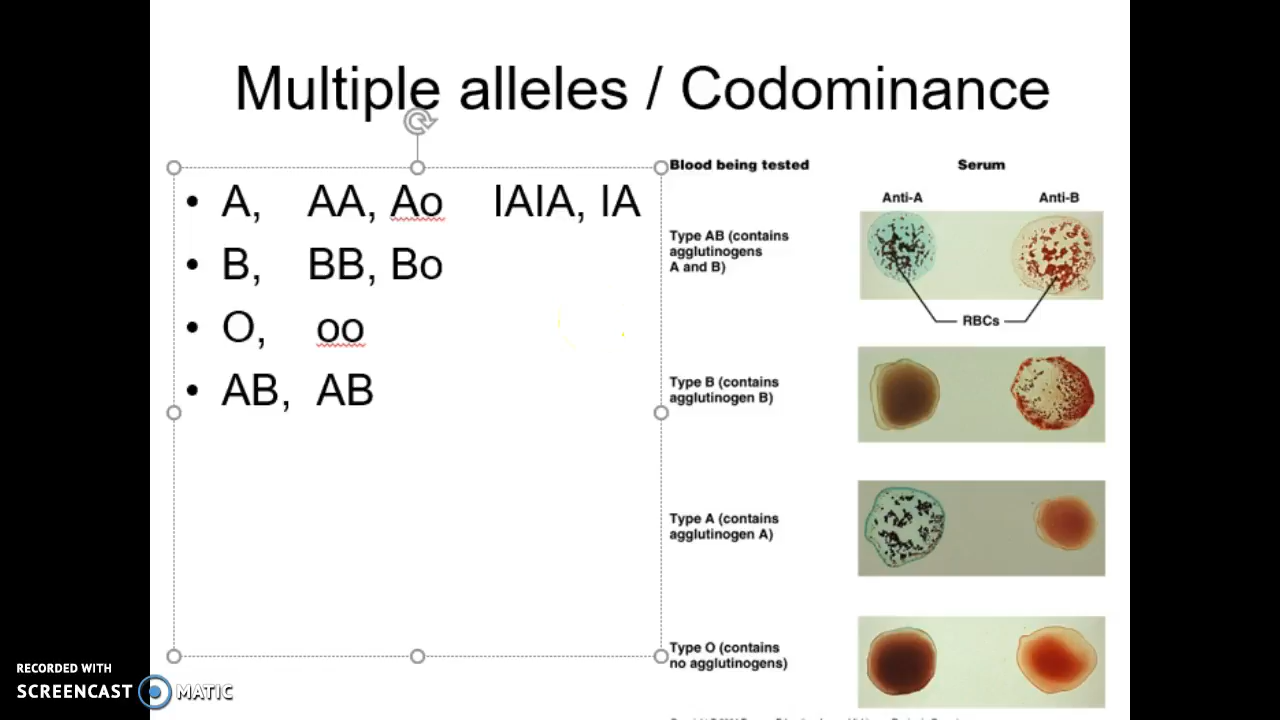 Multiple alleles / Codominance
• A, AA, Ao IAIA, IA
• B, BB, Bo
• O, oo
• AB, AB
Blood being tested Serum
Anti-A Anti-B
Type AB (contains
agglutinogens
A and B)
RBCs
Type B (contains
agglutinogen B)
Type A (contains
agglutinogen A)
Type O (contains
no agglutinogens)
RECORDED WITH
SCREENCAST MATIC